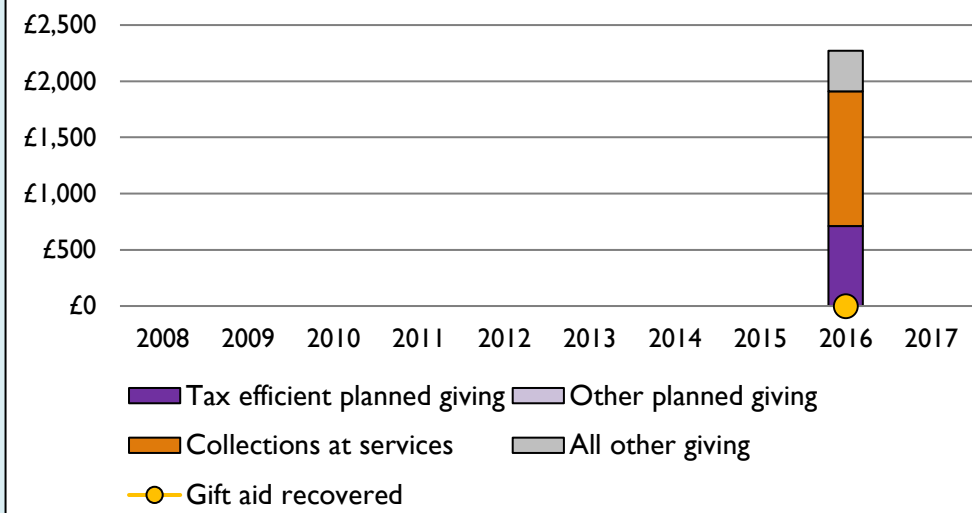 £2,500
£2,000
£1,500
£1,000
£500
£0
2008 2009 2010 2011 2012 2013 2014 2015 2016 2017
Tax efficient planned giving Other planned giving
Collections at services All other giving
Gift aid recovered